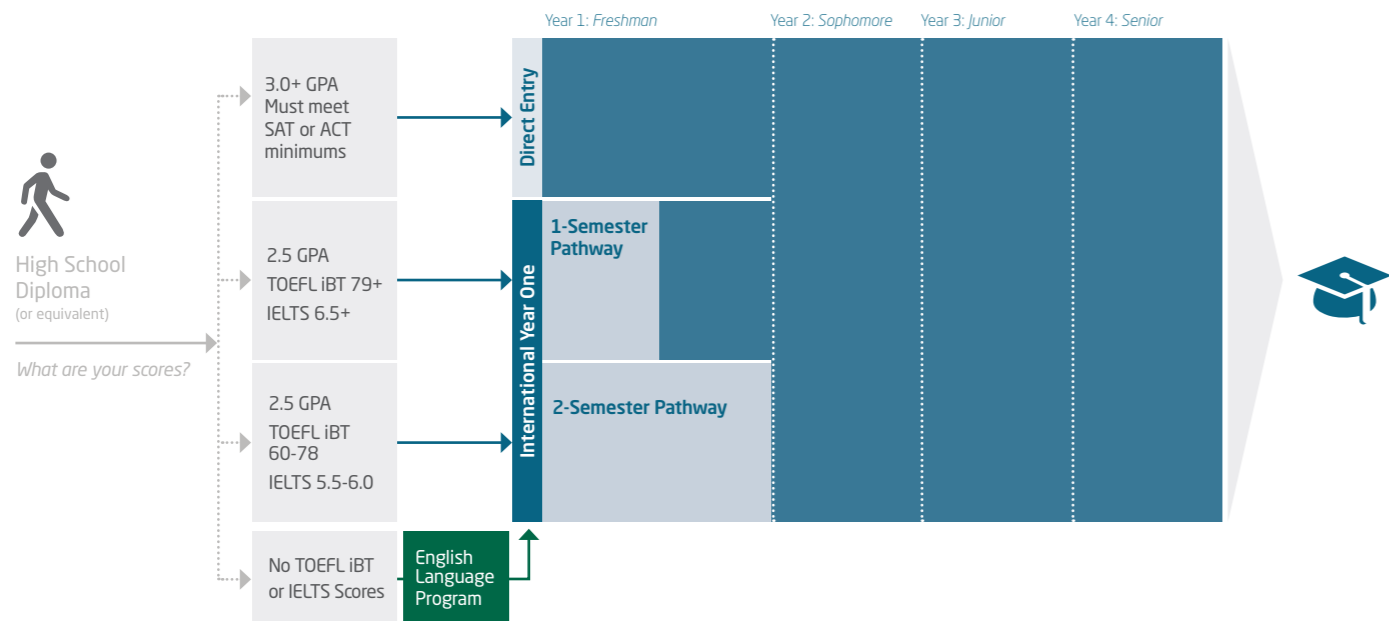 Year 1: Freshman
Year 2: Sophomore
Year 3: Junior
Year 4: Senior
High School
Diploma
(or equivalent)
What are your scores?
3.0+ GPA
Must meet
SAT or ACT
minimums
Direct Entry
2.5 GPA
TOEFL iBT 79+
IELTS 6.5+
International Year One
1-Semester
Pathway
2.5 GPA
TOEFL iBT
60-78
IELTS 5.5-6.0
2-Semester Pathway
No TOEFL iBT
or IELTS Scores
English
Language
Program